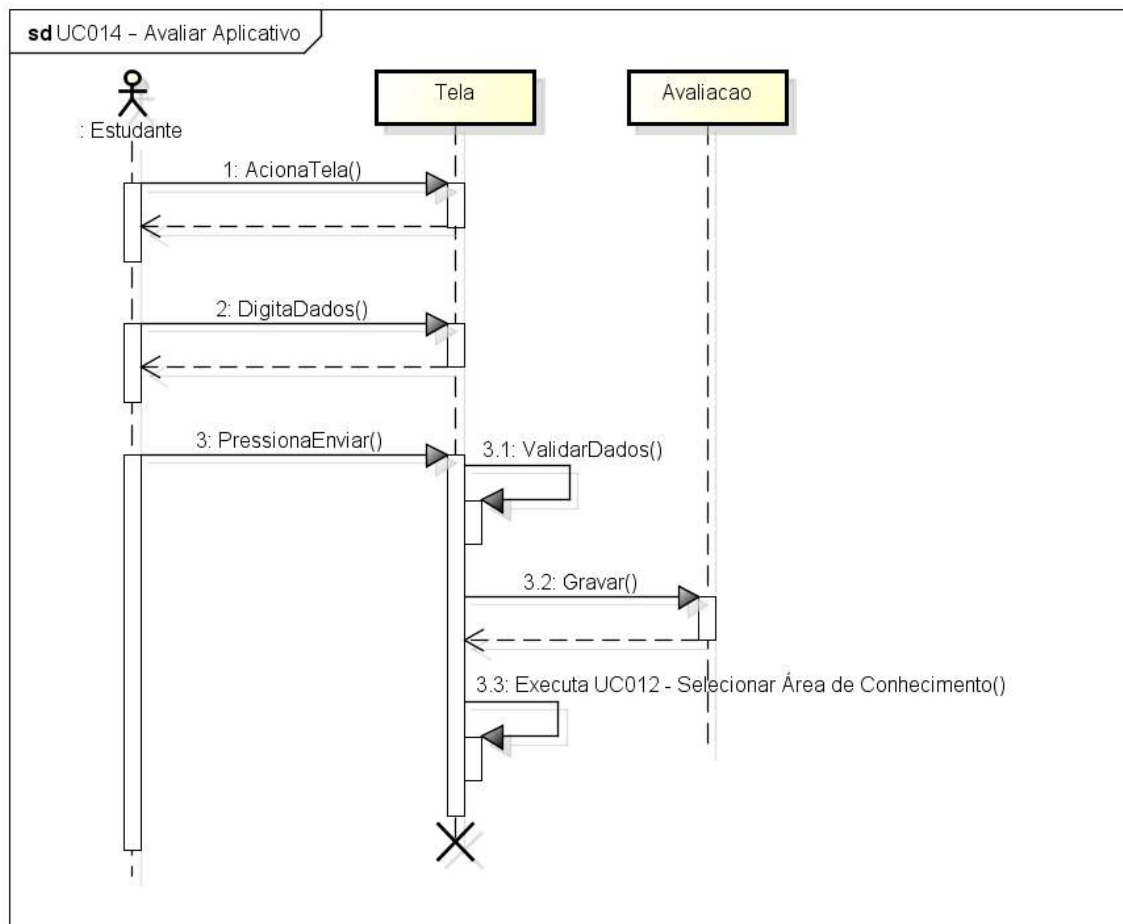 sd UC014 – Avaliar Aplicativo
: Estudante
Tela
Avaliacao
1: AcionaTela()
2: DigitaDados()
3: PressionaEnviar()
3.1: ValidarDados()
3.2: Gravar()
3.3: Executa UC012 - Selecionar Área de Conhecimento()